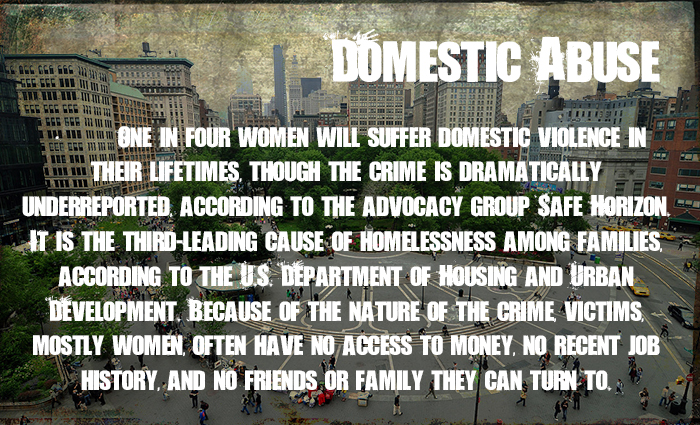 Domestic Abuse
One in four women will suffer domestic violence in
their lifetimes, though the crime is dramatically
underreported, according to the advocacy group Safe Horizon.
It is the third-leading cause of homelessness among families,
according to the U.S. Department of Housing and Urban
Development. Because of the nature of the crime, victims,
mostly women, often have no access to money, no recent job
history, and no friends or family they can turn to.